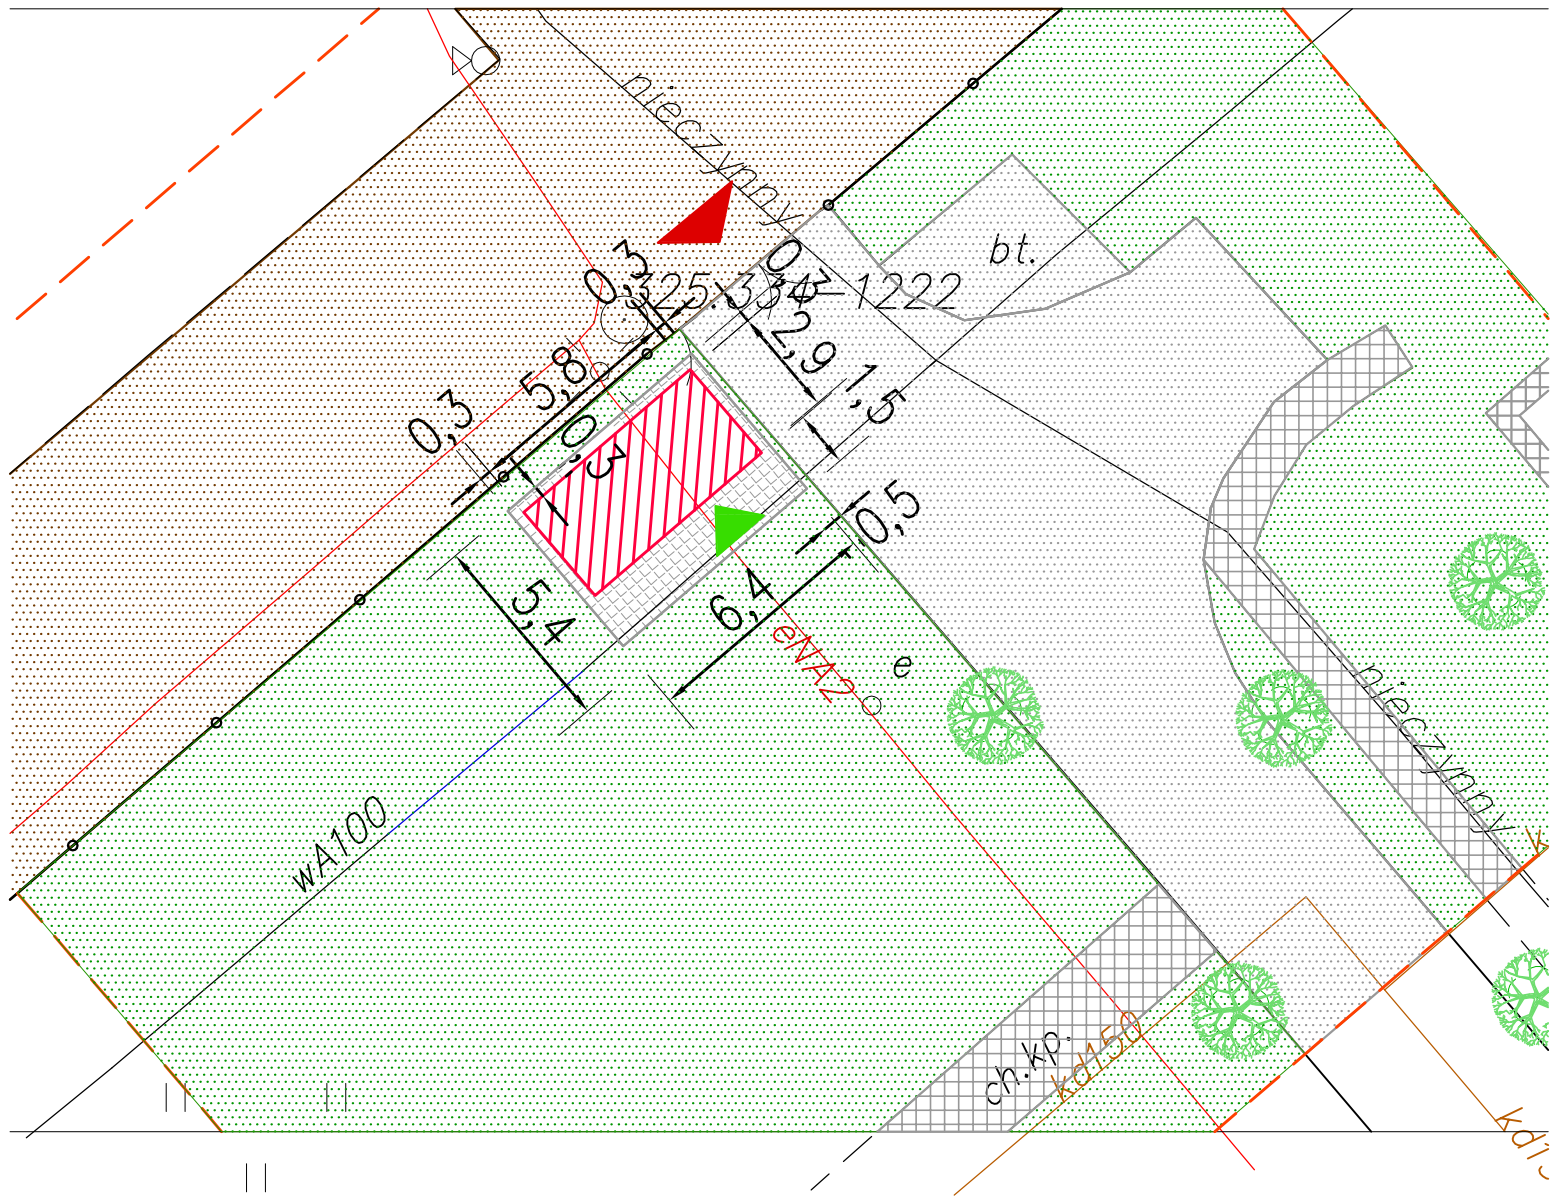 nieczynny
bt.
0,3
0,3
325.334-1222
2,9
5,8
1,5
0,3
0,3
0,5
5,4
6,4
eNA2
e
nieczynny
wA100
k
ch.kp.
kd150
kd15